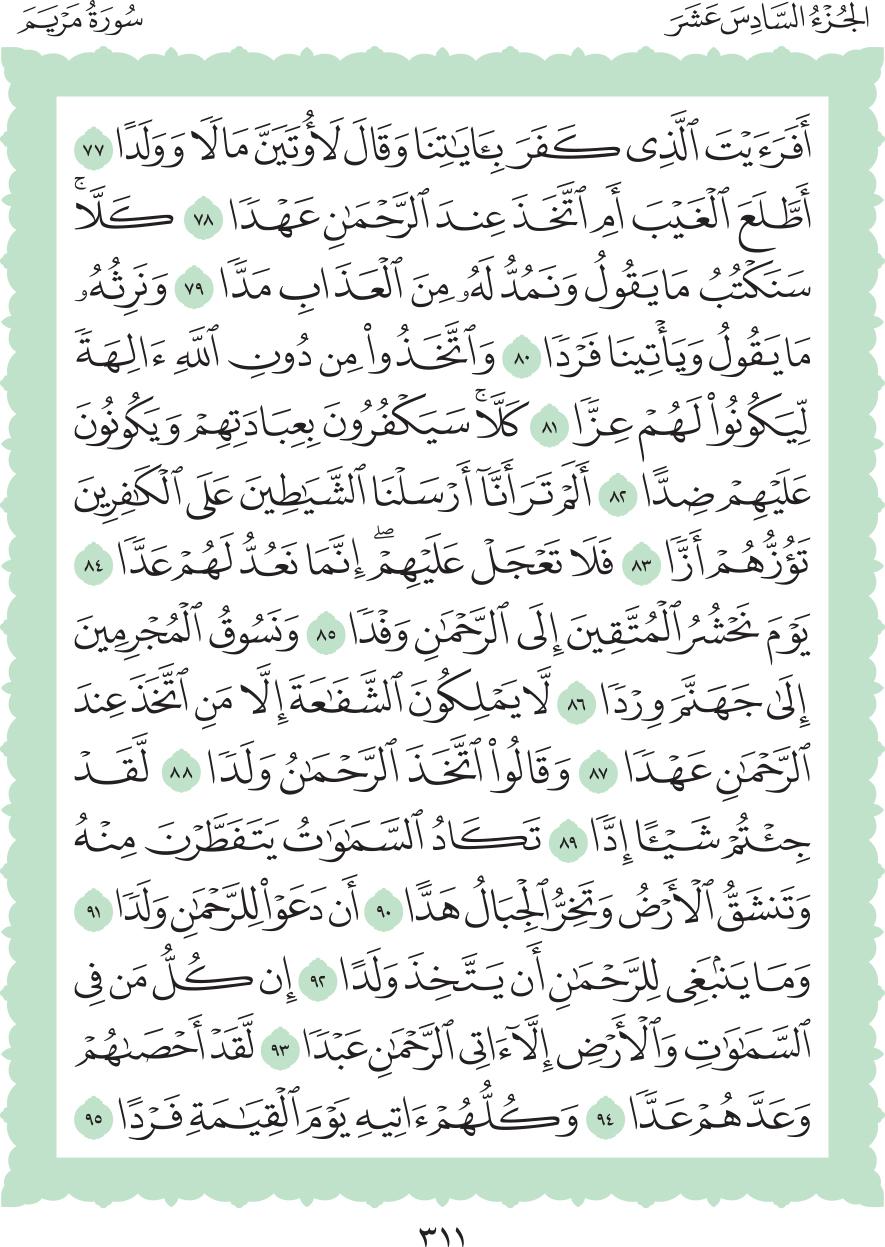 الجُزْءُ السَّادِسَ عَشَرَ
سُورَةُ مَرْيَمَ
أَفَرَءَيْتَ ٱلَّذِى كَفَرَ بِـَٔايَـٰتِنَا وَقَالَ لَأُوتَيَنَّ مَالًا وَوَلَدًا ٧٧
أَطَّلَعَ ٱلْغَيْبَ أَمِ ٱتَّخَذَ عِندَ ٱلرَّحْمَـٰنِ عَهْدًا ٧٨ كَلَّا ۚ
سَنَكْتُبُ مَا يَقُولُ وَنَمُدُّ لَهُۥ مِنَ ٱلْعَذَابِ مَدًّا ٧٩ وَنَرِثُهُۥ
مَا يَقُولُ وَيَأْتِينَا فَرْدًا ٨٠ وَٱتَّخَذُوا۟ مِن دُونِ ٱللَّهِ ءَالِهَةً
لِّيَكُونُوا۟ لَهُمْ عِزًّا ٨١ كَلَّا ۚ سَيَكْفُرُونَ بِعِبَادَتِهِمْ وَيَكُونُونَ
عَلَيْهِمْ ضِدًّا ٨٢ أَلَمْ تَرَ أَنَّآ أَرْسَلْنَا ٱلشَّيَـٰطِينَ عَلَى ٱلْكَـٰفِرِينَ
تَؤُزُّهُمْ أَزًّا ٨٣ فَلَا تَعْجَلْ عَلَيْهِمْ ۖ إِنَّمَا نَعُدُّ لَهُمْ عَدًّا ٨٤
يَوْمَ نَحْشُرُ ٱلْمُتَّقِينَ إِلَى ٱلرَّحْمَـٰنِ وَفْدًا ٨٥ وَنَسُوقُ ٱلْمُجْرِمِينَ
إِلَىٰ جَهَنَّمَ وِرْدًا ٨٦ لَّا يَمْلِكُونَ ٱلشَّفَـٰعَةَ إِلَّا مَنِ ٱتَّخَذَ عِندَ
ٱلرَّحْمَـٰنِ عَهْدًا ٨٧ وَقَالُوا۟ ٱتَّخَذَ ٱلرَّحْمَـٰنُ وَلَدًا ٨٨ لَّقَدْ
جِئْتُمْ شَيْـًٔا إِدًّا ٨٩ تَكَادُ ٱلسَّمَـٰوَٰتُ يَتَفَطَّرْنَ مِنْهُ
وَتَنشَقُّ ٱلْأَرْضُ وَتَخِرُّ ٱلْجِبَالُ هَدًّا ٩٠ أَن دَعَوْا۟ لِلرَّحْمَـٰنِ وَلَدًا ٩١
وَمَا يَنۢبَغِى لِلرَّحْمَـٰنِ أَن يَتَّخِذَ وَلَدًا ٩٢ إِن كُلُّ مَن فِى
ٱلسَّمَـٰوَٰتِ وَٱلْأَرْضِ إِلَّآ ءَاتِى ٱلرَّحْمَـٰنِ عَبْدًا ٩٣ لَّقَدْ أَحْصَىٰهُمْ
وَعَدَّهُمْ عَدًّا ٩٤ وَكُلُّهُمْ ءَاتِيهِ يَوْمَ ٱلْقِيَـٰمَةِ فَرْدًا ٩٥
٣١١